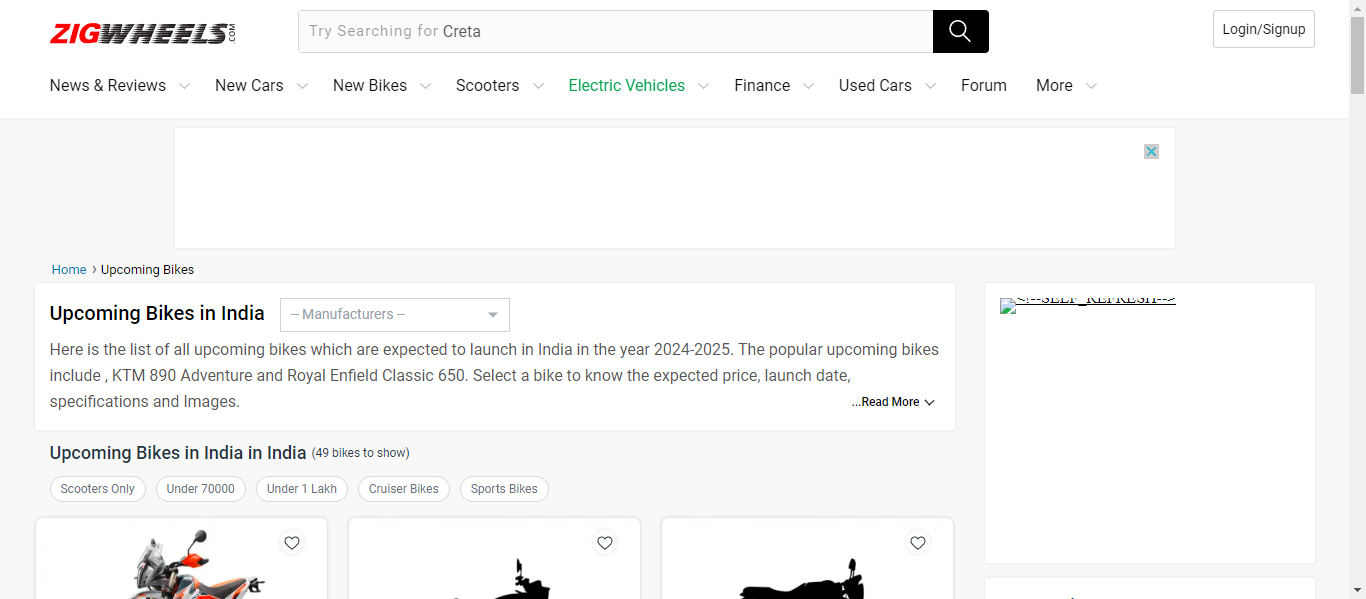 ZIGWHEELS.COM
Try Searching for Creta
Login/Signup
News & Reviews New Cars New Bikes Scooters Electric Vehicles Finance Used Cars Forum More
Home › Upcoming Bikes
Upcoming Bikes in India
-- Manufacturers --
Here is the list of all upcoming bikes which are expected to launch in India in the year 2024-2025. The popular upcoming bikes
include , KTM 890 Adventure and Royal Enfield Classic 650. Select a bike to know the expected price, launch date,
specifications and Images.
...Read More
<!--SELF_REFRESH-->
Upcoming Bikes in India in India (49 bikes to show)
Scooters Only Under 70000 Under 1 Lakh Cruiser Bikes Sports Bikes